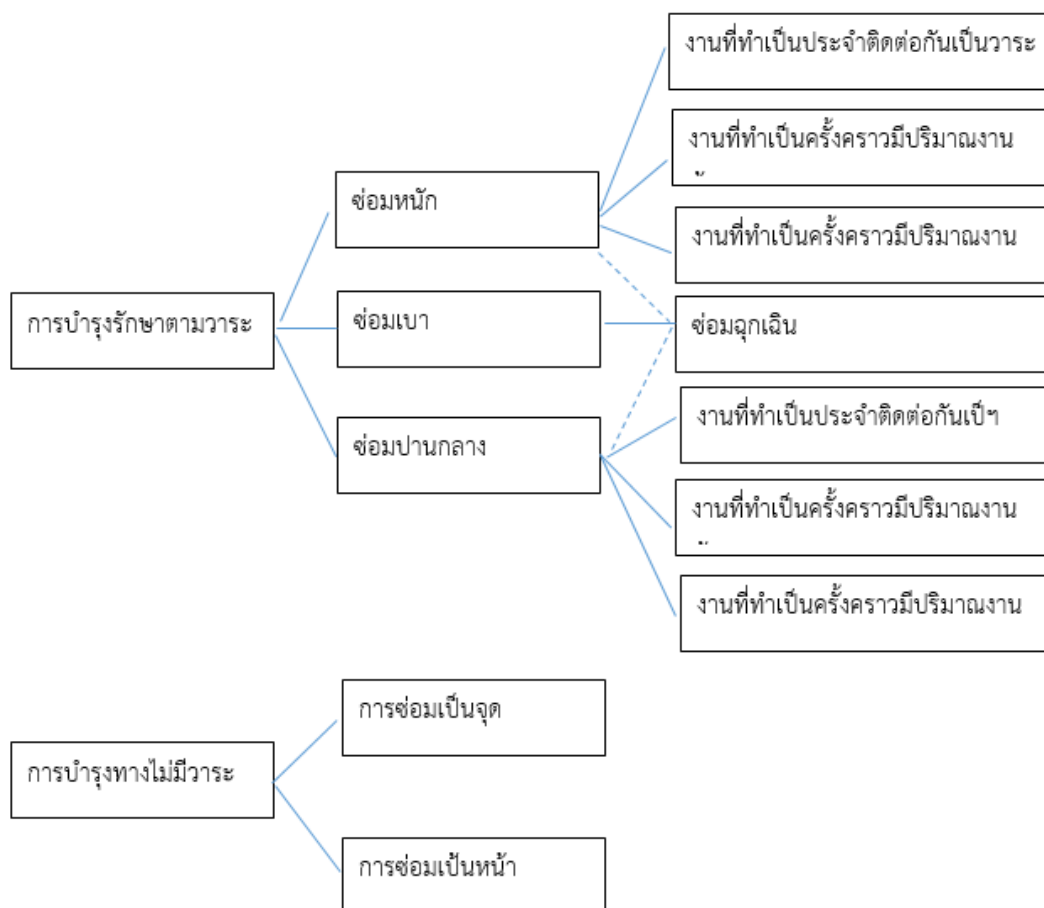 งานที่ทำเป็นประจำติดต่อกันเป็นวาระ
งานที่ทำเป็นครั้งคราวมีปริมาณงาน
ซ่อมหนัก
งานที่ทำเป็นครั้งคราวมีปริมาณงาน
การบำรุงรักษาตามวาระ
ซ่อมเบา
ซ่อมฉุกเฉิน
ซ่อมปานกลาง
งานที่ทำเป็นประจำติดต่อกันเป็ฯ
งานที่ทำเป็นครั้งคราวมีปริมาณงาน
งานที่ทำเป็นครั้งคราวมีปริมาณงาน
การซ่อมเป็นจุด
การบำรุงทางไม่มีวาระ
การซ่อมเป้นหน้า